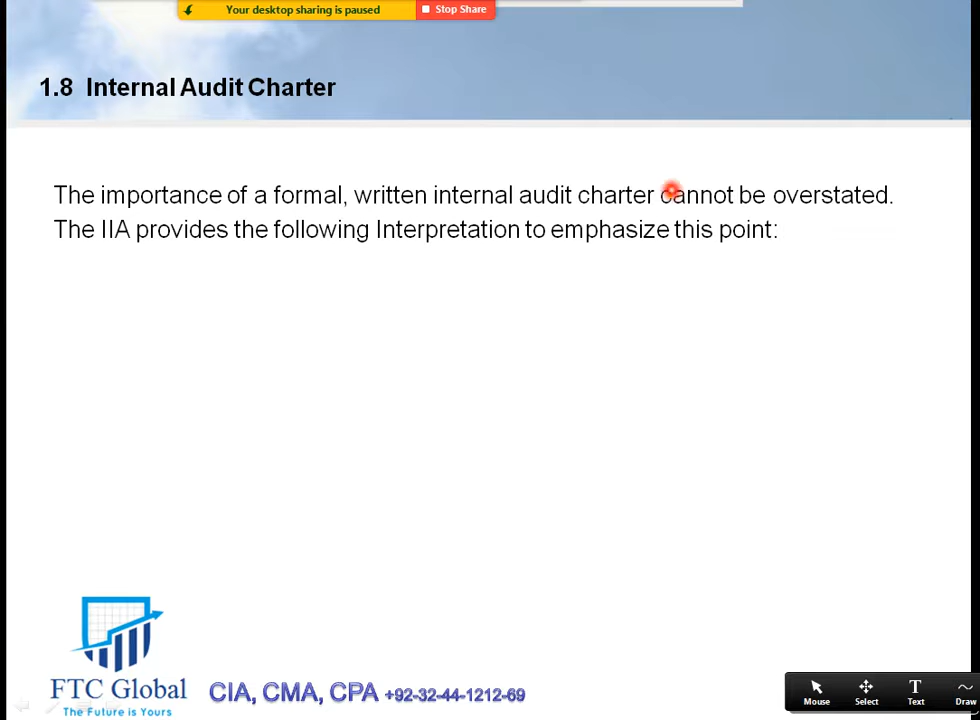 Your desktop sharing is paused Stop Share
1.8 Internal Audit Charter
The importance of a formal, written internal audit charter cannot be overstated.
The IIA provides the following Interpretation to emphasize this point:
FTC Global
The Future is Yours
CIA, CMA, CPA +92-32-44-1212-69
Mouse Select Text Draw